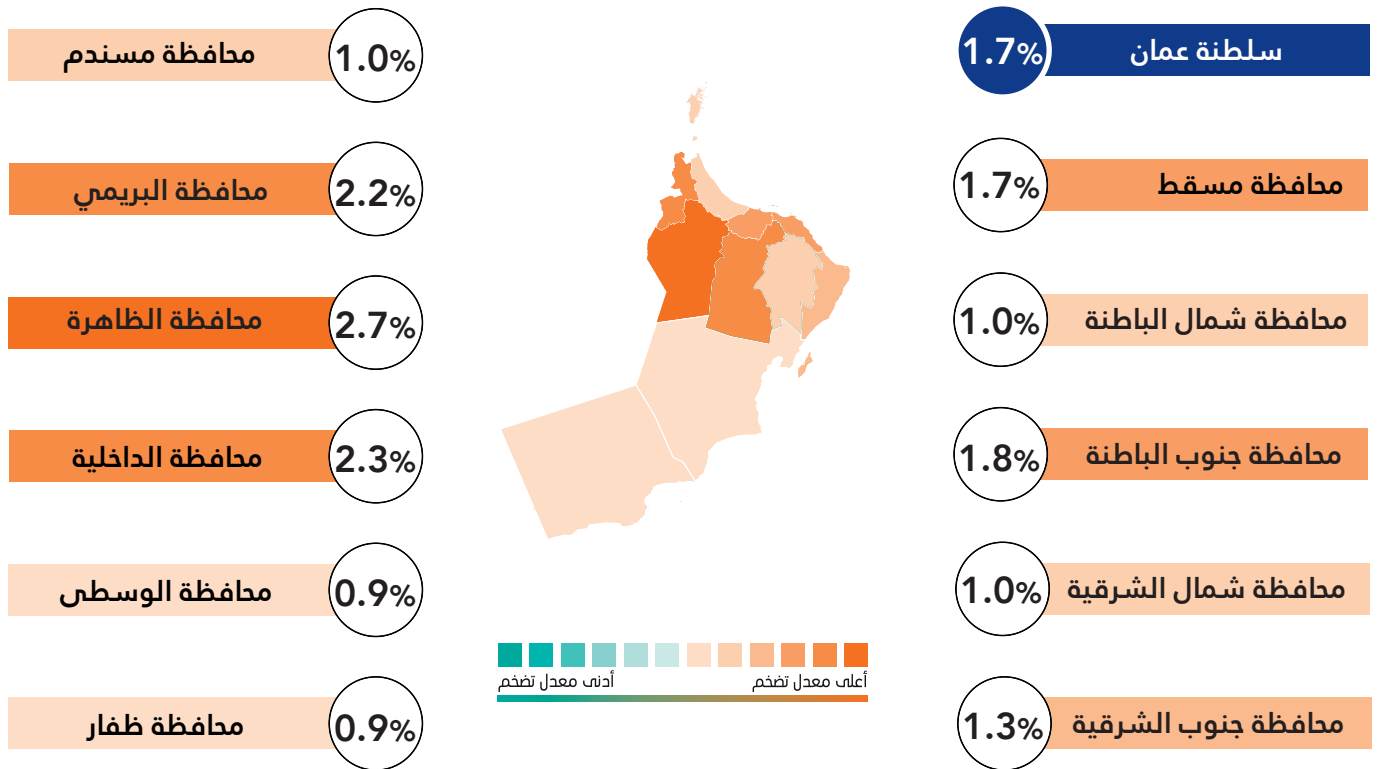 سلطنة عمان
1.7%
محافظة مسقط
1.7%
محافظة شمال الباطنة
1.0%
محافظة جنوب الباطنة
1.8%
محافظة شمال الشرقية
1.0%
محافظة جنوب الشرقية
1.3%
محافظة مسندم
1.0%
محافظة البريمي
2.2%
محافظة الظاهرة
2.7%
محافظة الداخلية
2.3%
محافظة الوسطى
0.9%
محافظة ظفار
0.9%
أعلى معدل تضخم
أدنى معدل تضخم